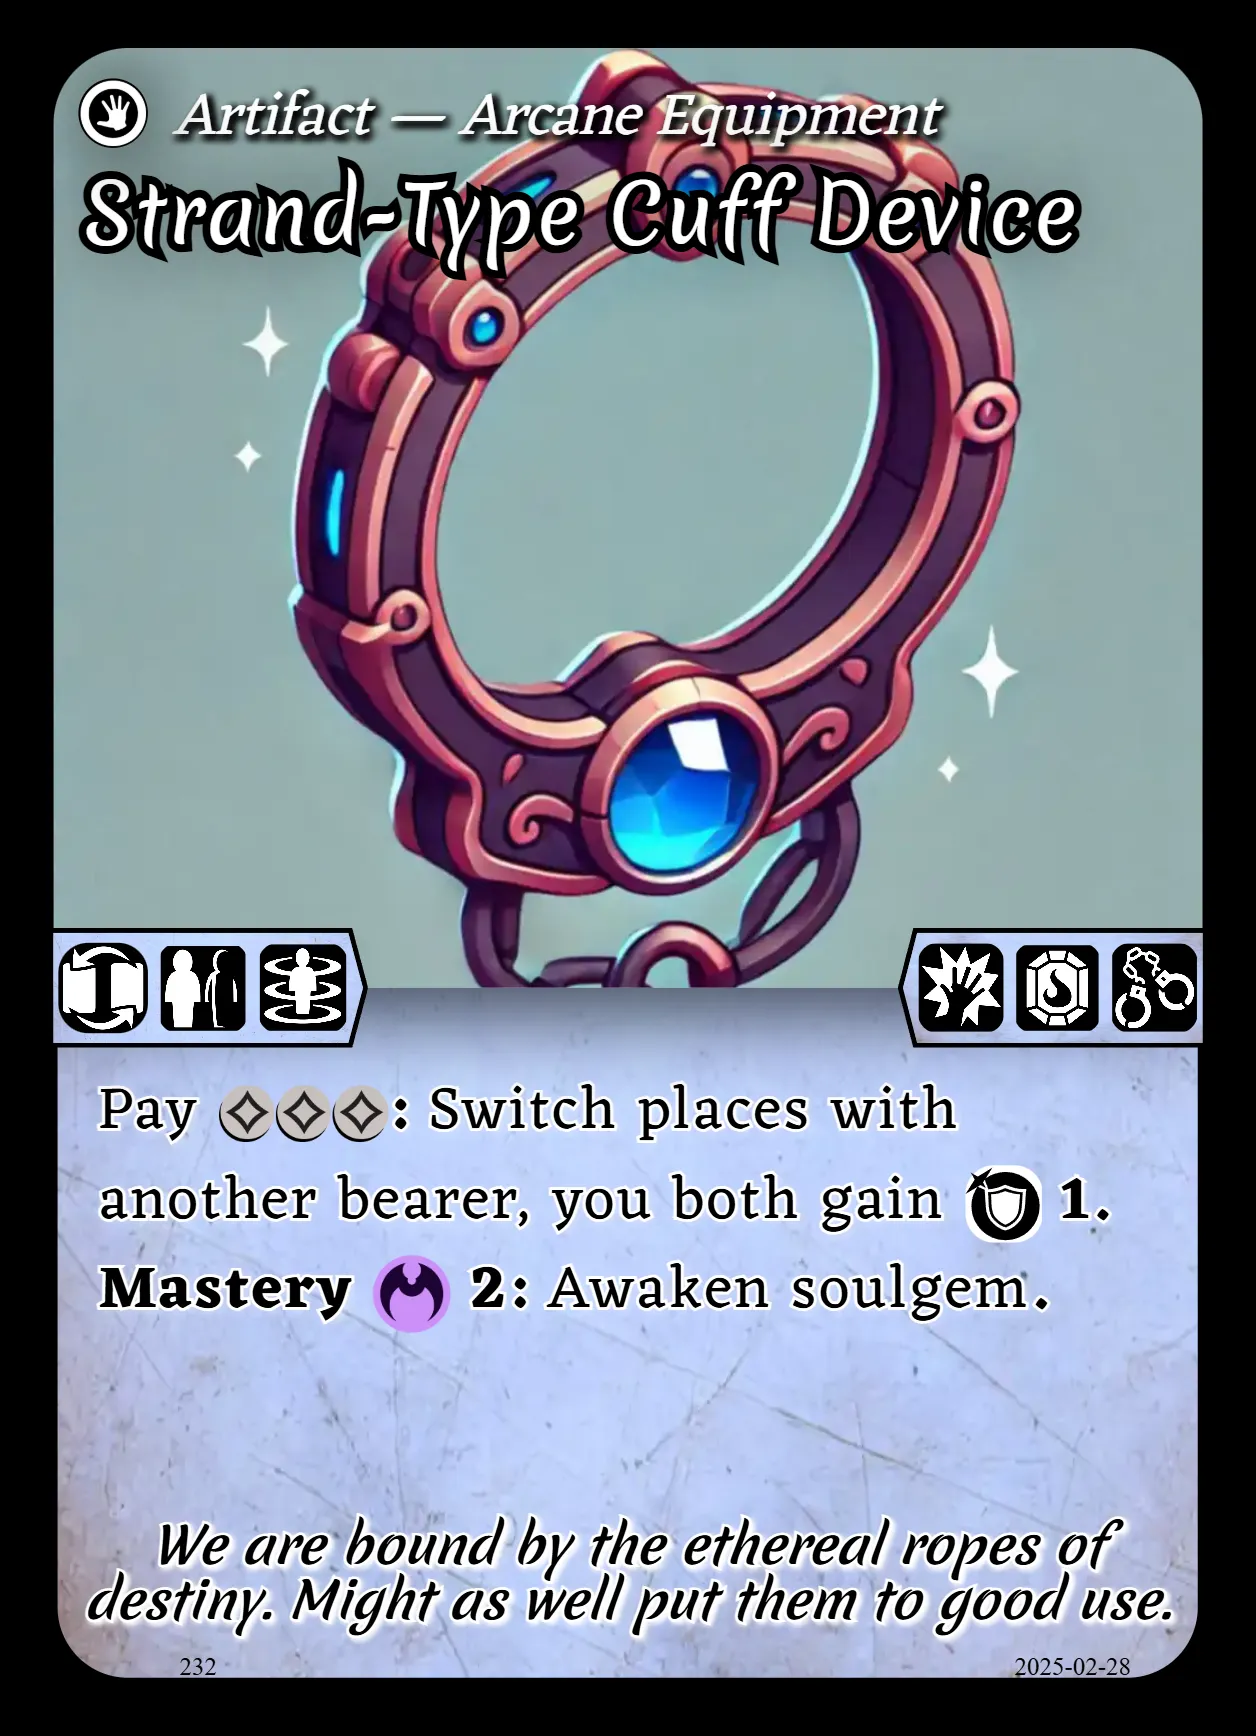 Artifact — Arcane Equipment
Strand-Type Cuff Device
Pay : Switch places with
another bearer, you both gain 1.
Mastery 2: Awaken soulgem.
We are bound by the ethereal ropes of
destiny. Might as well put them to good use.
232
2025-02-28